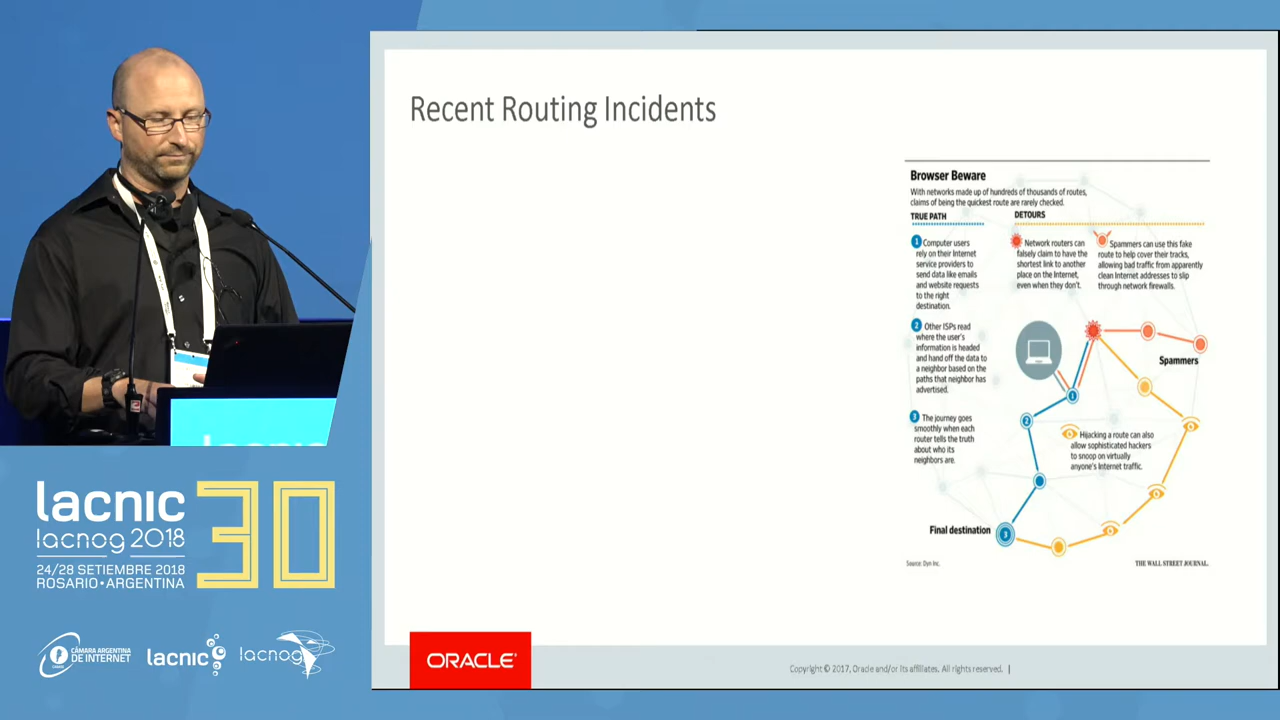 Recent Routing Incidents
Browser Beware
With networks made up of hundreds of thousands of routes,
claims of being the quickest route are rarely checked.
TRUE PATH
1 Computer users
rely on their Internet
service providers to
send data like emails
and website requests
to the right
destination.
2 Other ISPs read
where the user's
information is headed
and hand off the data to
a neighbor based on the
paths that neighbor has
advertised.
3 The journey goes
smoothly when each
router tells the truth
about who its
neighbors are.
DETOURS
Network routers can
falsely claim to have the
shortest link to another
place on the Internet,
even when they don't.
Spammers can use this fake
route to help cover their tracks,
allowing bad traffic from apparently
clean Internet addresses to slip
through network firewalls.
Spammers
1
2
Hijacking a route can also
allow sophisticated hackers
to snoop on virtually
anyone's Internet traffic.
Final destination
3
Source: Dyn Inc.
THE WALL STREET JOURNAL.
ORACLE
Copyright © 2017, Oracle and/or its affiliates. All rights reserved. |
lacnic 30
lacnog 2018
24/28 SETIEMBRE 2018
ROSARIO • ARGENTINA
CÁMARA ARGENTINA
DE INTERNET
lacnic
lacnog